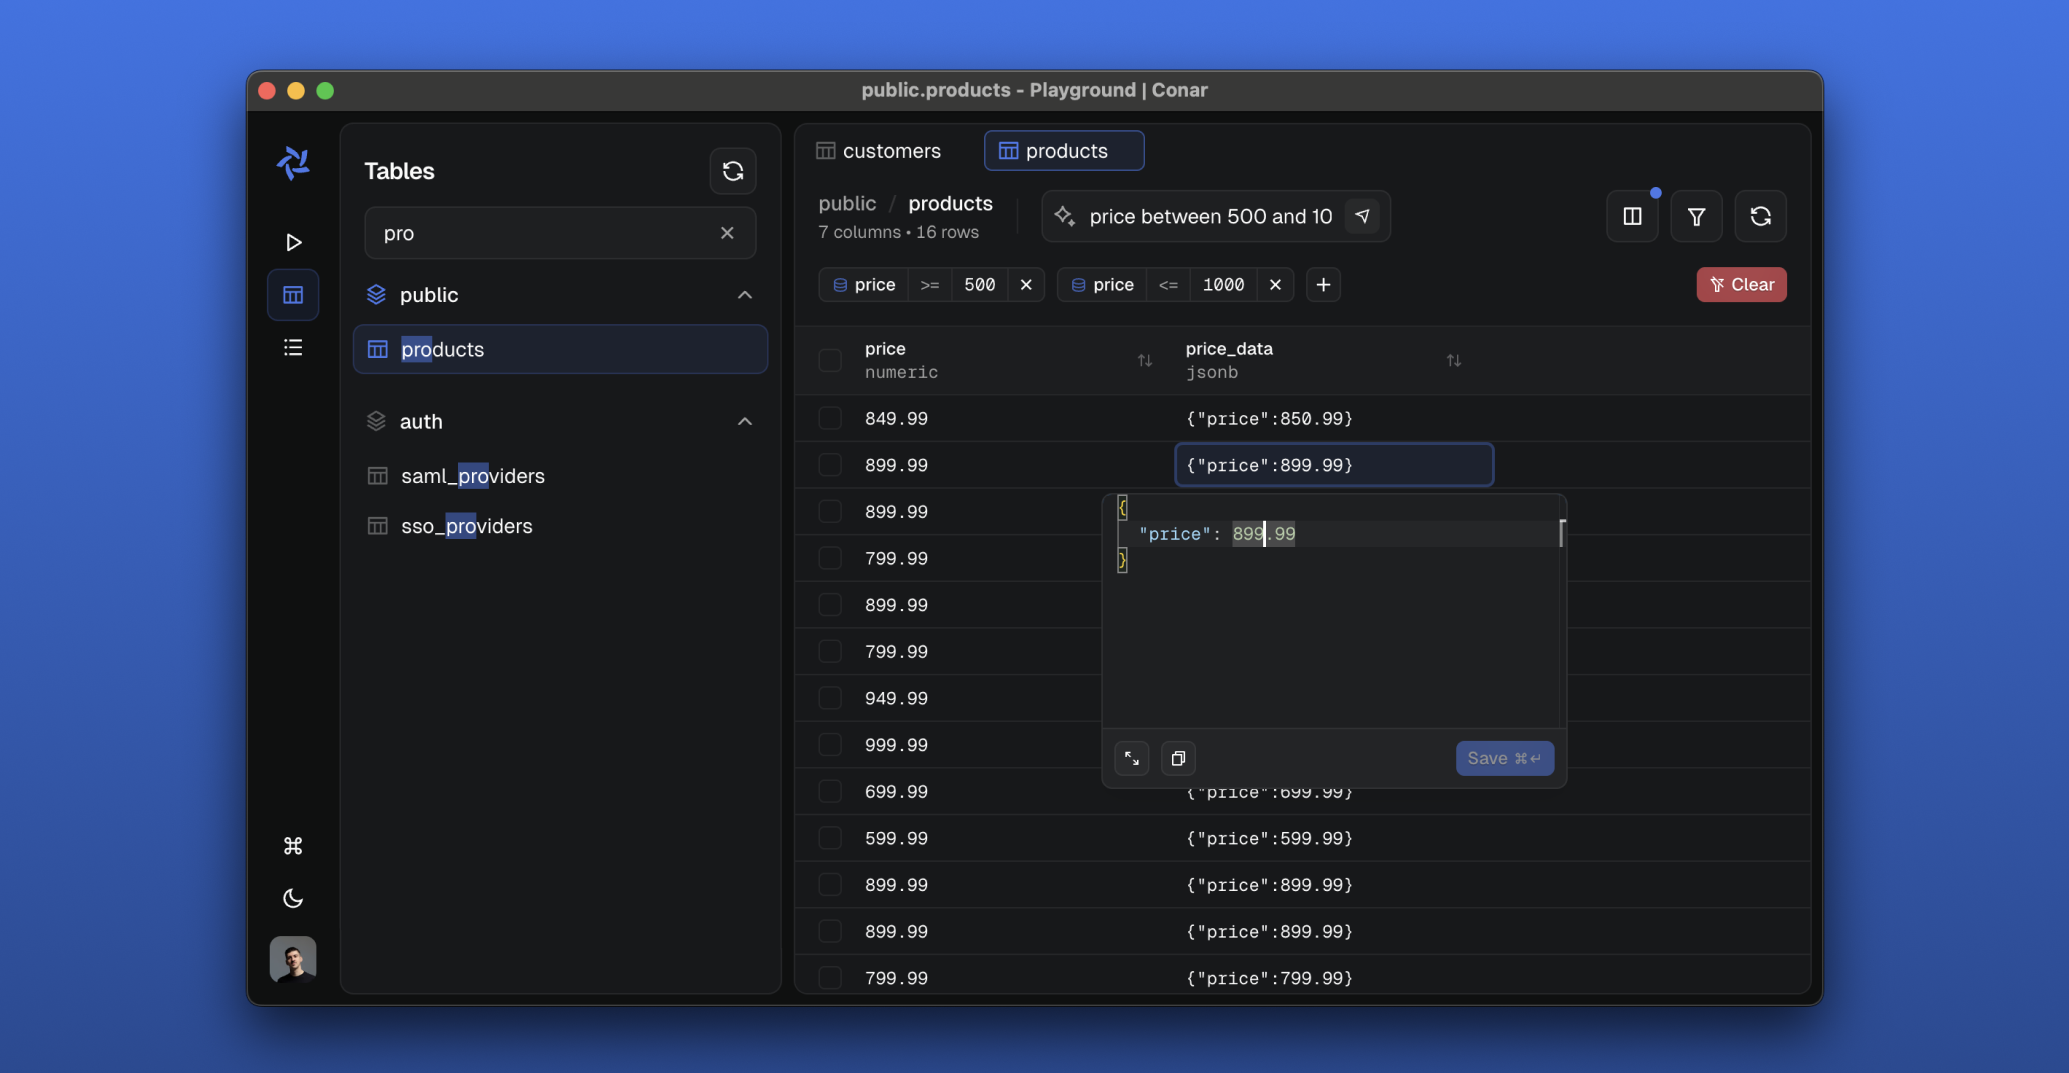 public.products - Playground | Conar
Tables
pro
public
products
auth
saml_providers
sso_providers
customers
products
public / products
7 columns • 16 rows
price between 500 and 10
price >= 500
price <= 1000
Clear
price
numeric
price_data
jsonb
849.99 {"price":850.99}
899.99 {"price":899.99}
899.99
799.99
899.99
799.99
949.99
999.99
{
"price": 899.99
}
Save ⌘↵
699.99 {"price":699.99}
599.99 {"price":599.99}
899.99 {"price":899.99}
899.99 {"price":899.99}
799.99 {"price":799.99}